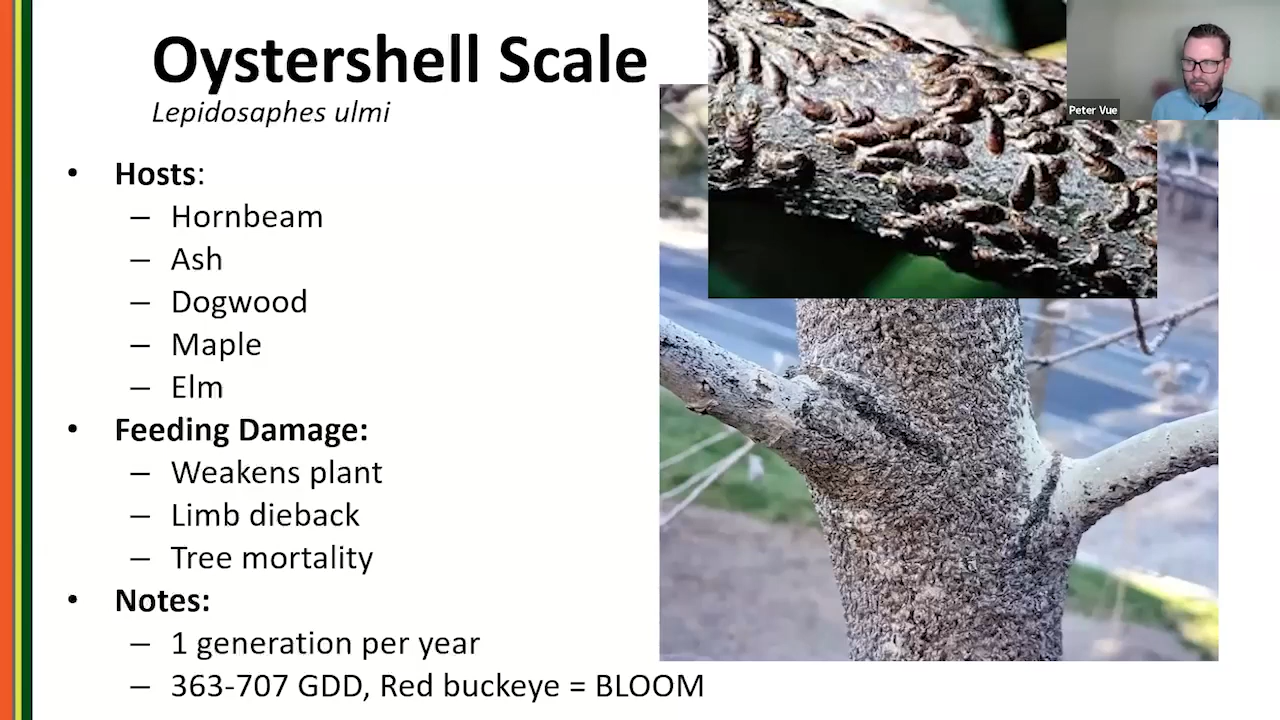 Oystershell Scale
Lepidosaphes ulmi
• Hosts:
– Hornbeam
– Ash
– Dogwood
– Maple
– Elm
• Feeding Damage:
– Weakens plant
– Limb dieback
– Tree mortality
• Notes:
– 1 generation per year
– 363-707 GDD, Red buckeye = BLOOM
Peter Vue